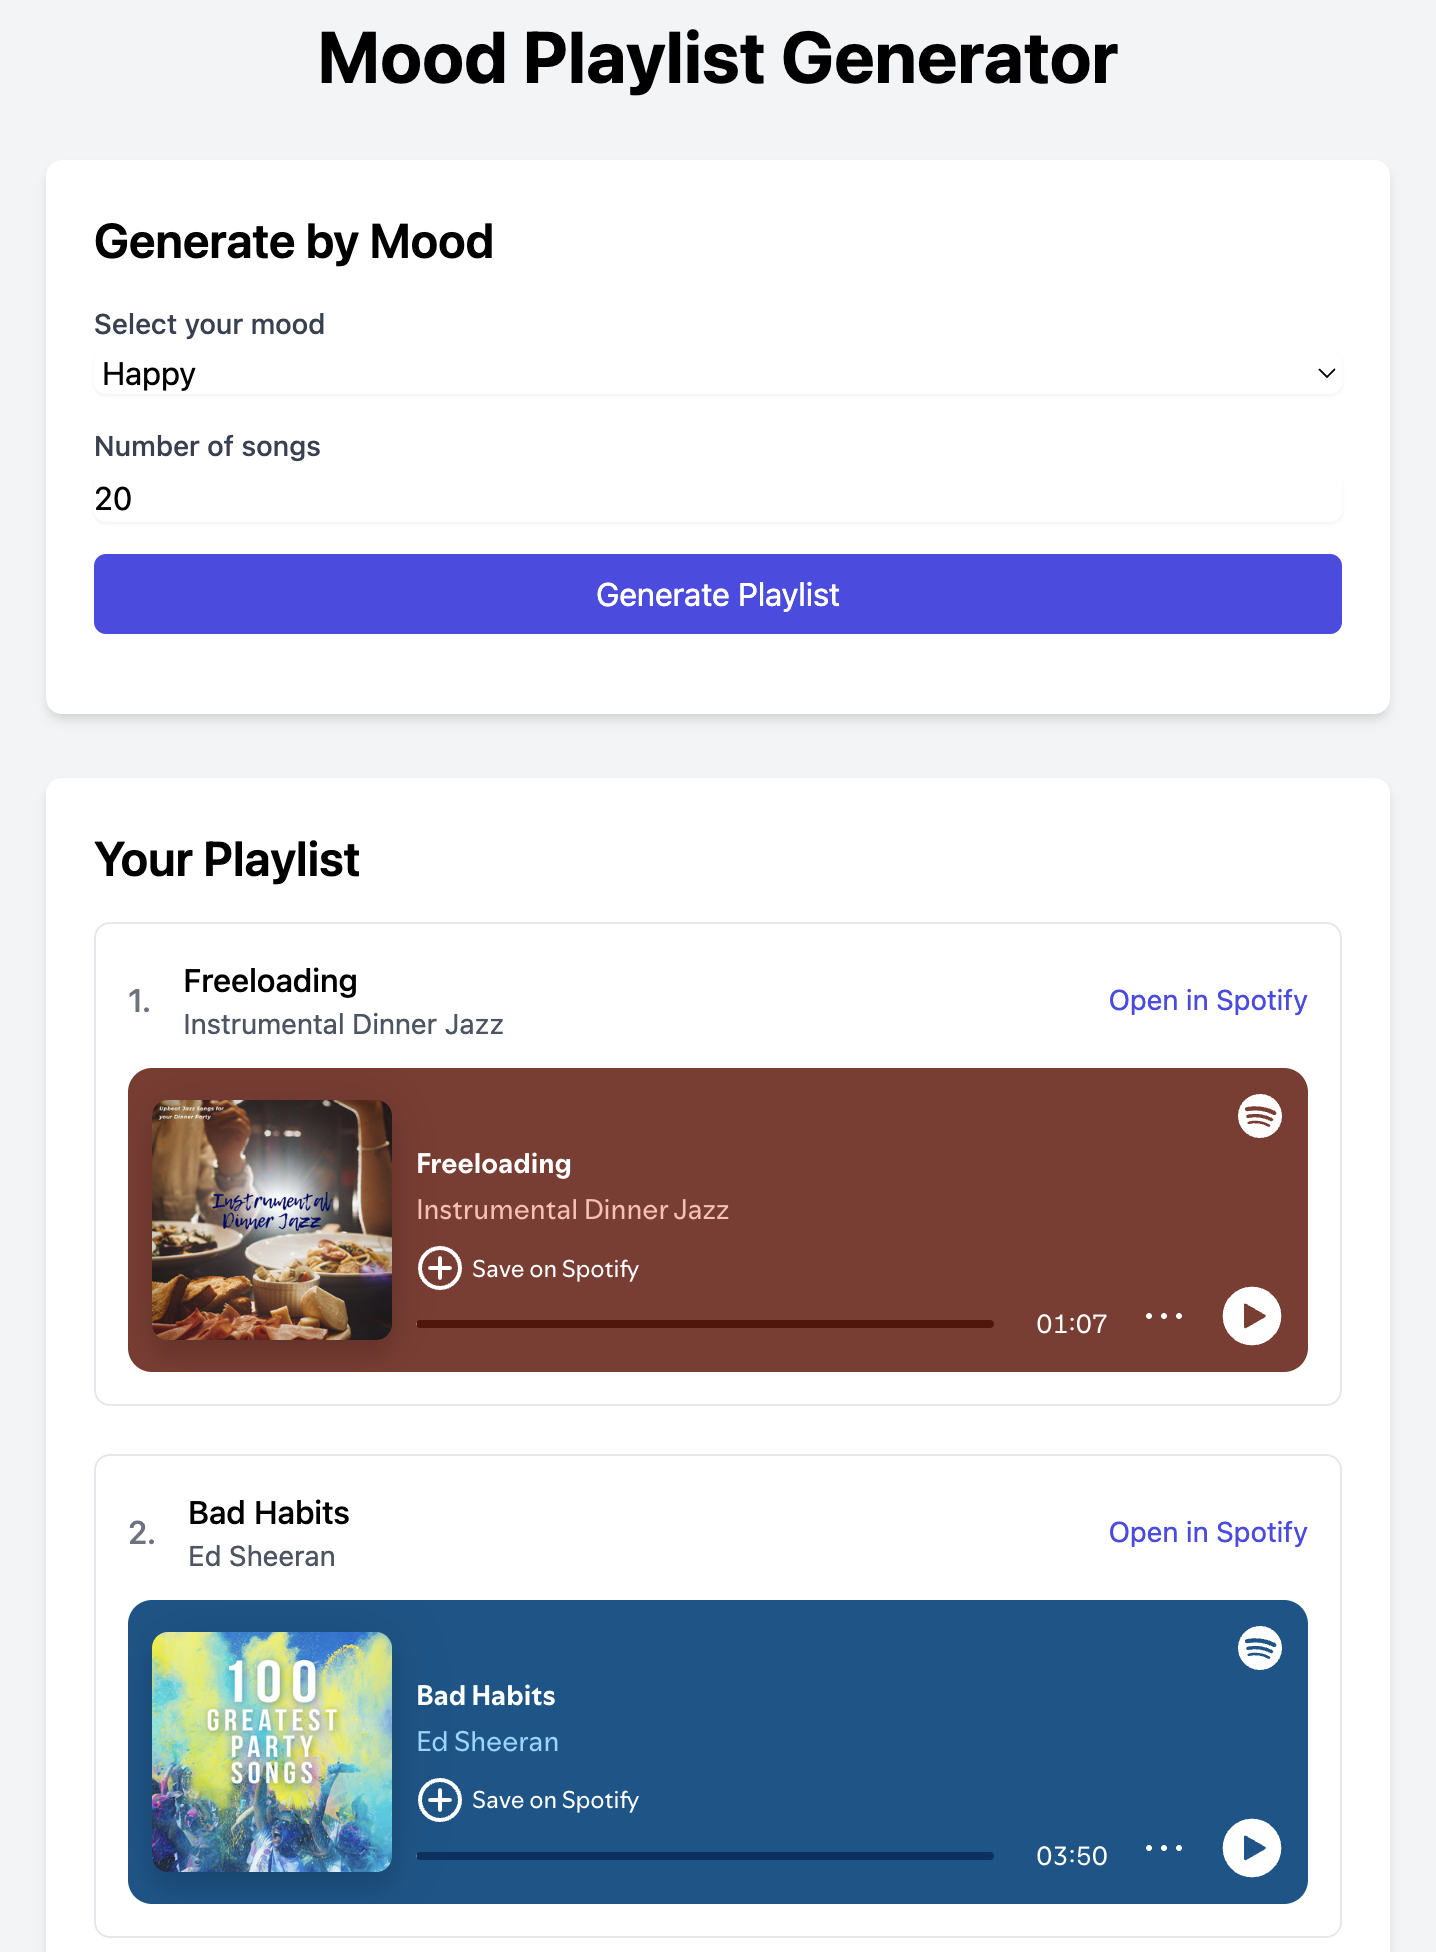 Mood Playlist Generator
Generate by Mood
Select your mood
Happy
Number of songs
20
Generate Playlist
Your Playlist
1.
Freeloading
Instrumental Dinner Jazz
Open in Spotify
Upbeat Jazz Songs for
your Dinner Party
Instrumental
Dinner Jazz
Freeloading
Instrumental Dinner Jazz
Save on Spotify
01:07
2.
Bad Habits
Ed Sheeran
Open in Spotify
100
GREATEST
PARTY
SONGS
Bad Habits
Ed Sheeran
Save on Spotify
03:50